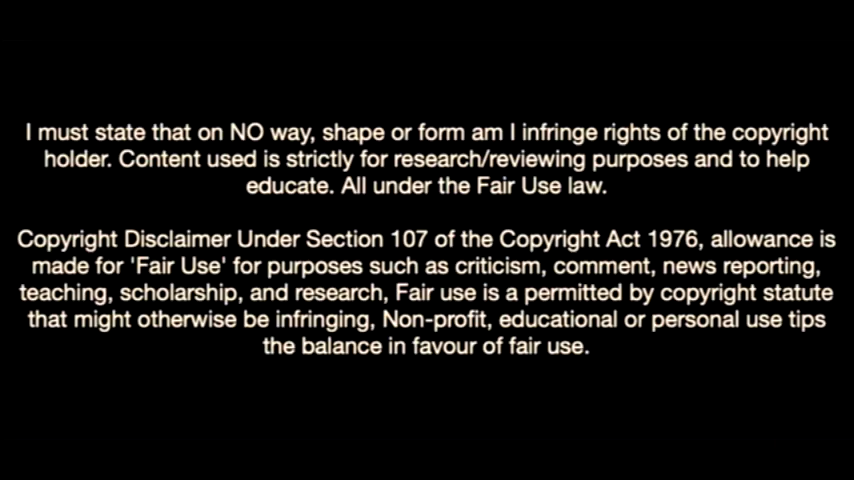 I must state that on NO way, shape or form am I infringe rights of the copyright
holder. Content used is strictly for research/reviewing purposes and to help
educate. All under the Fair Use law.
Copyright Disclaimer Under Section 107 of the Copyright Act 1976, allowance is
made for 'Fair Use' for purposes such as criticism, comment, news reporting,
teaching, scholarship, and research, Fair use is a permitted by copyright statute
that might otherwise be infringing, Non-profit, educational or personal use tips
the balance in favour of fair use.